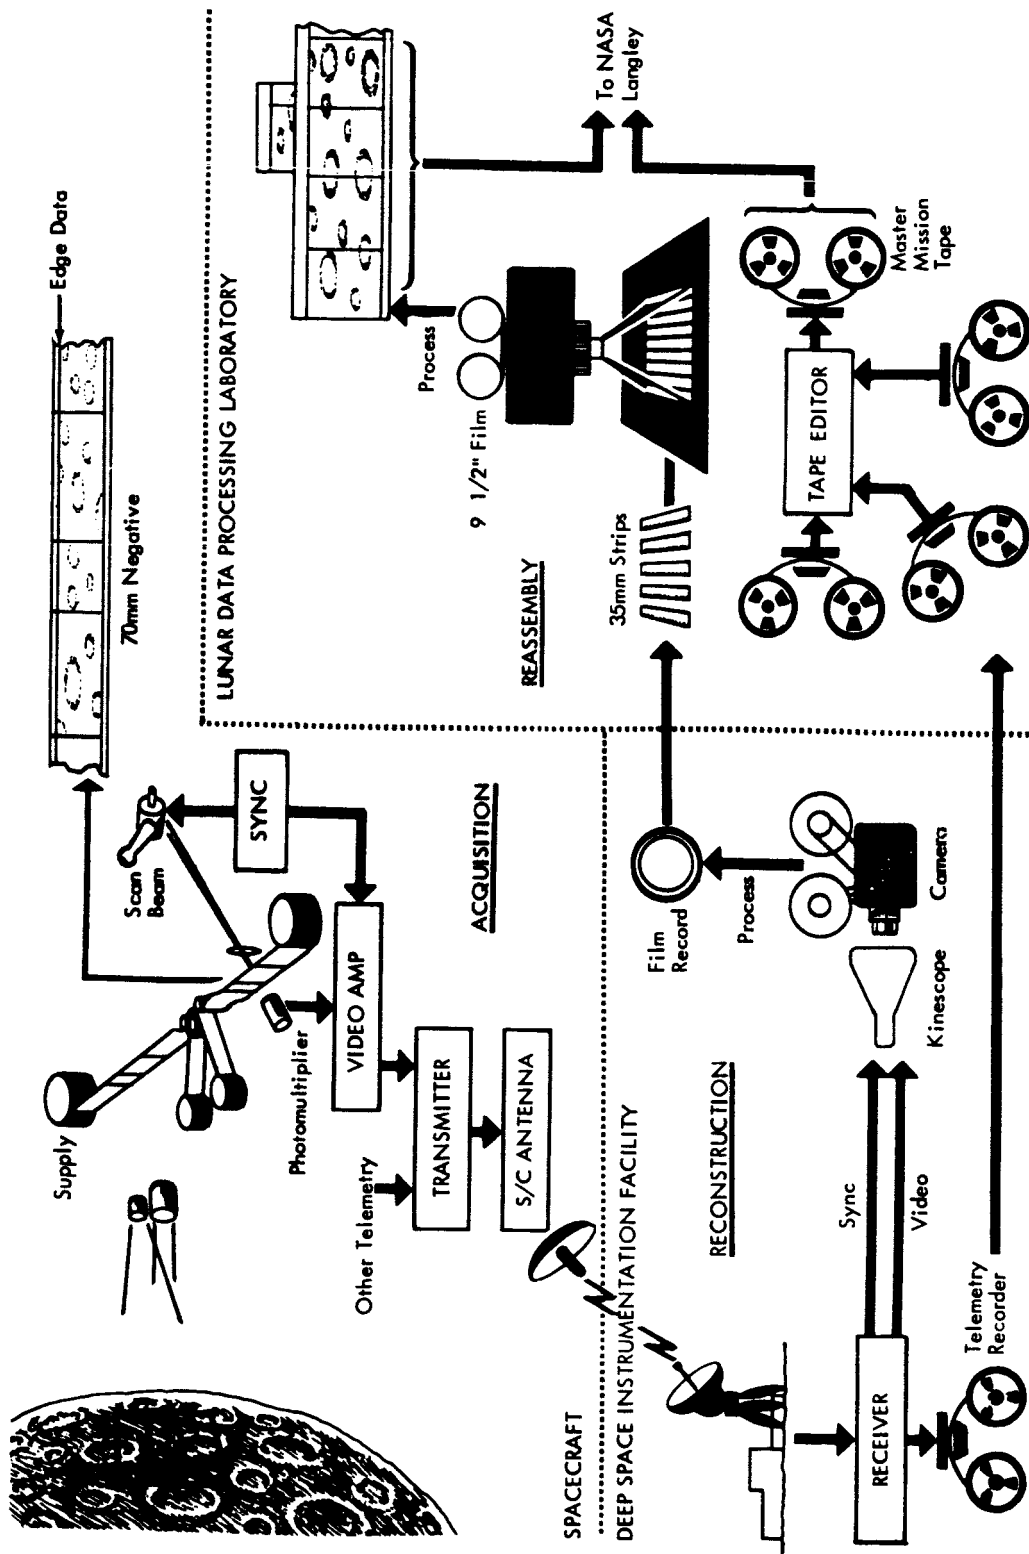 Edge Data
70mm Negative
Supply
Scan
Beam
SYNC
Photomultiplier
VIDEO AMP
ACQUISITION
Other Telemetry
TRANSMITTER
S/C ANTENNA
SPACECRAFT
DEEP SPACE INSTRUMENTATION FACILITY
RECONSTRUCTION
RECEIVER
Sync
Video
Telemetry
Recorder
Kinescope
Camera
Process
Film
Record
LUNAR DATA PROCESSING LABORATORY
REASSEMBLY
35mm Strips
9 1/2" Film
Process
TAPE EDITOR
Master
Mission
Tape
To NASA
Langley